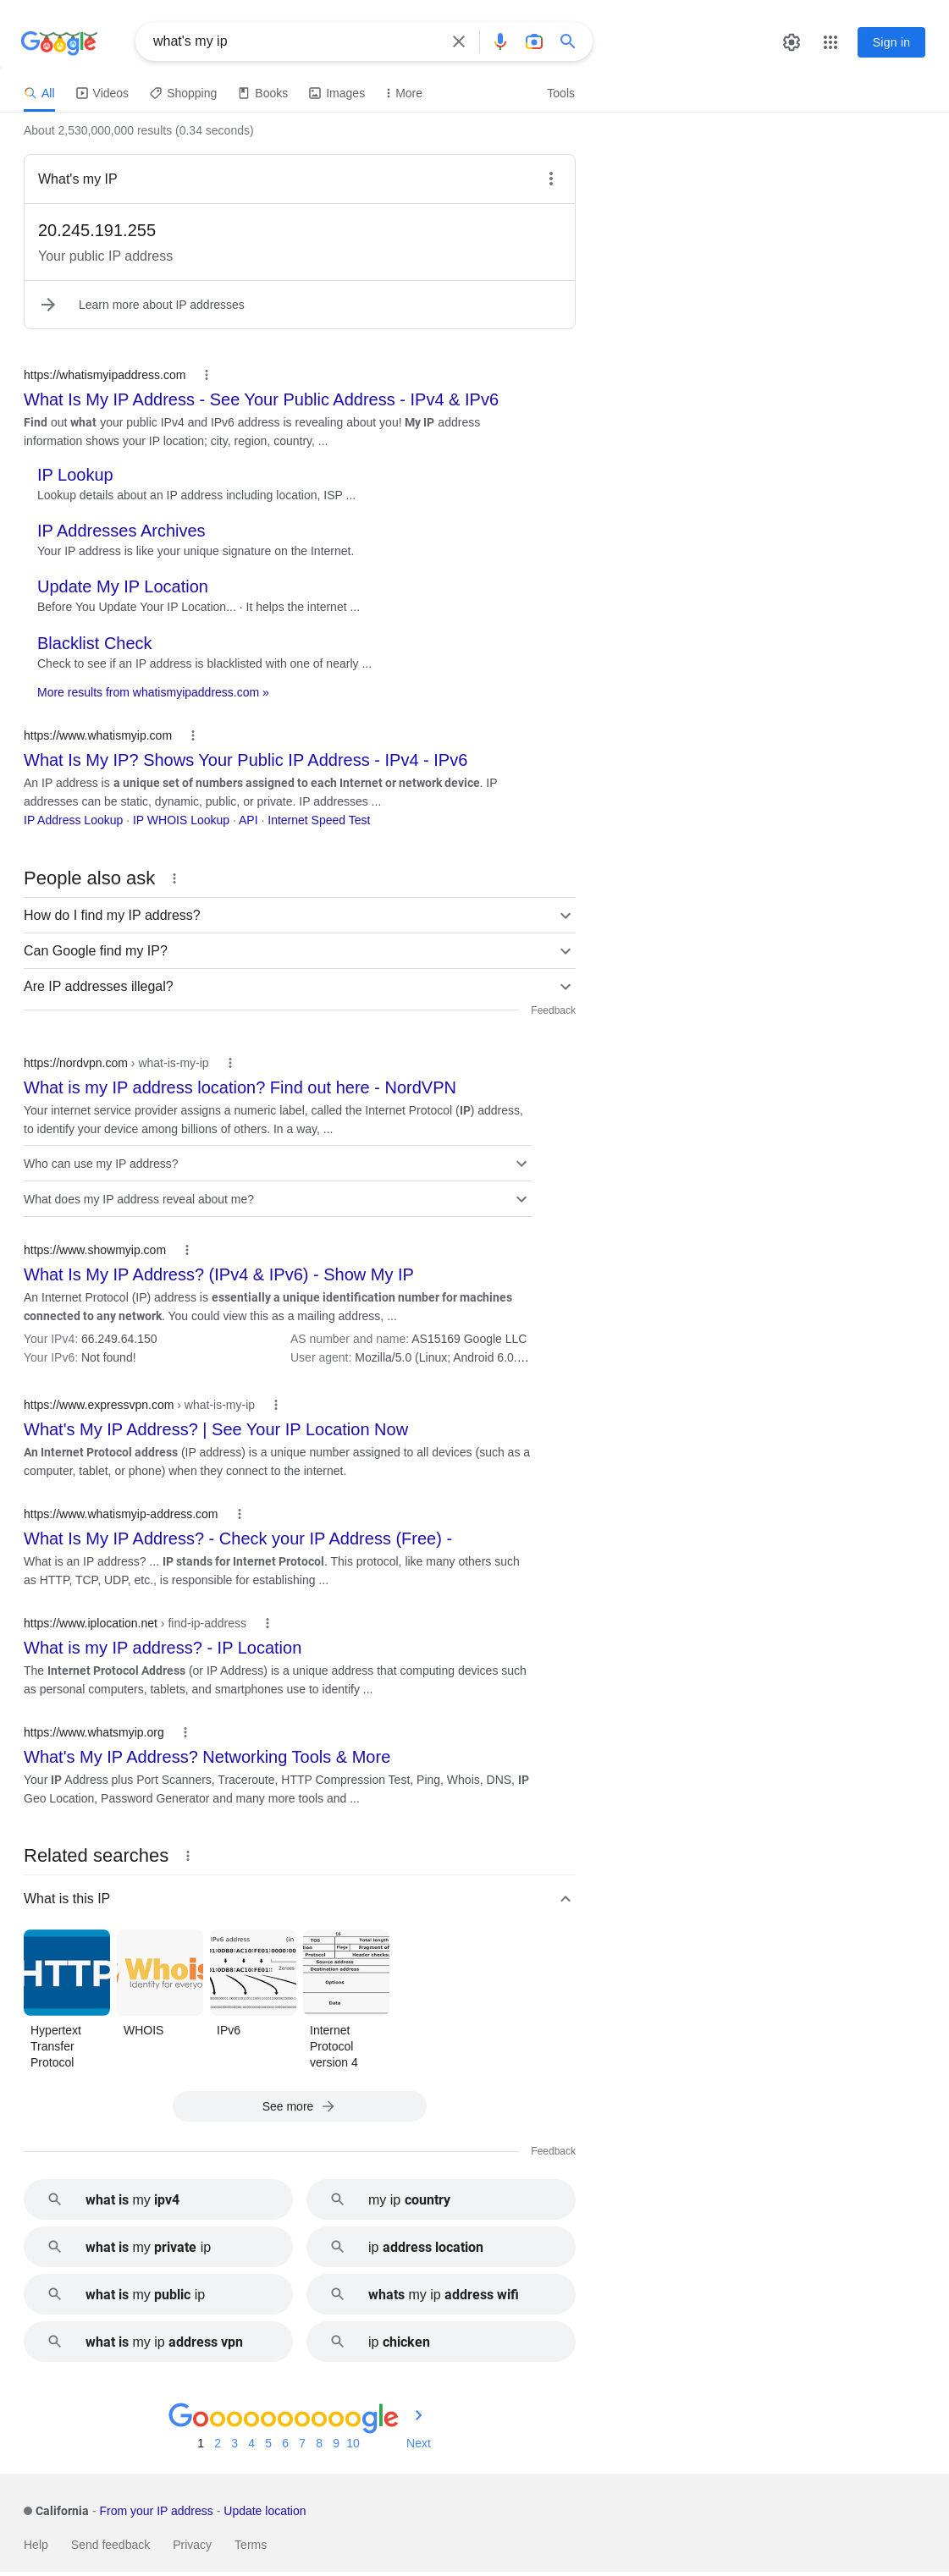 Google
what's my ip
Sign in
All
Videos
Shopping
Books
Images
More
Tools
About 2,530,000,000 results (0.34 seconds)
What's my IP
20.245.191.255
Your public IP address
Learn more about IP addresses
https://whatismyipaddress.com
What Is My IP Address - See Your Public Address - IPv4 & IPv6
Find out what your public IPv4 and IPv6 address is revealing about you! My IP address
information shows your IP location; city, region, country, ...
IP Lookup
Lookup details about an IP address including location, ISP ...
IP Addresses Archives
Your IP address is like your unique signature on the Internet.
Update My IP Location
Before You Update Your IP Location... · It helps the internet ...
Blacklist Check
Check to see if an IP address is blacklisted with one of nearly ...
More results from whatismyipaddress.com »
https://www.whatismyip.com
What Is My IP? Shows Your Public IP Address - IPv4 - IPv6
An IP address is a unique set of numbers assigned to each Internet or network device. IP
addresses can be static, dynamic, public, or private. IP addresses ...
IP Address Lookup · IP WHOIS Lookup · API · Internet Speed Test
People also ask
How do I find my IP address?
Can Google find my IP?
Are IP addresses illegal?
Feedback
https://nordvpn.com › what-is-my-ip
What is my IP address location? Find out here - NordVPN
Your internet service provider assigns a numeric label, called the Internet Protocol (IP) address,
to identify your device among billions of others. In a way, ...
Who can use my IP address?
What does my IP address reveal about me?
https://www.showmyip.com
What Is My IP Address? (IPv4 & IPv6) - Show My IP
An Internet Protocol (IP) address is essentially a unique identification number for machines
connected to any network. You could view this as a mailing address, ...
Your IPv4: 66.249.64.150
AS number and name: AS15169 Google LLC
Your IPv6: Not found!
User agent: Mozilla/5.0 (Linux; Android 6.0....
https://www.expressvpn.com › what-is-my-ip
What's My IP Address? | See Your IP Location Now
An Internet Protocol address (IP address) is a unique number assigned to all devices (such as a
computer, tablet, or phone) when they connect to the internet.
https://www.whatismyip-address.com
What Is My IP Address? - Check your IP Address (Free) -
What is an IP address? ... IP stands for Internet Protocol. This protocol, like many others such
as HTTP, TCP, UDP, etc., is responsible for establishing ...
https://www.iplocation.net › find-ip-address
What is my IP address? - IP Location
The Internet Protocol Address (or IP Address) is a unique address that computing devices such
as personal computers, tablets, and smartphones use to identify ...
https://www.whatsmyip.org
What's My IP Address? Networking Tools & More
Your IP Address plus Port Scanners, Traceroute, HTTP Compression Test, Ping, Whois, DNS, IP
Geo Location, Password Generator and many more tools and ...
Related searches
What is this IP
HTTP
Whois
Identity for everyo
IPv6 address (in
Zeroes
16
TOS
Total length
Flags
Fragment of
Protocol
Header checksu
Source address
Destination address
Options
Data
Hypertext
Transfer
Protocol
WHOIS
IPv6
Internet
Protocol
version 4
See more
Feedback
what is my ipv4
my ip country
what is my private ip
ip address location
what is my public ip
whats my ip address wifi
what is my ip address vpn
ip chicken
Goooooooooogle
1 2 3 4 5 6 7 8 9 10 Next
California - From your IP address - Update location
Help
Send feedback
Privacy
Terms